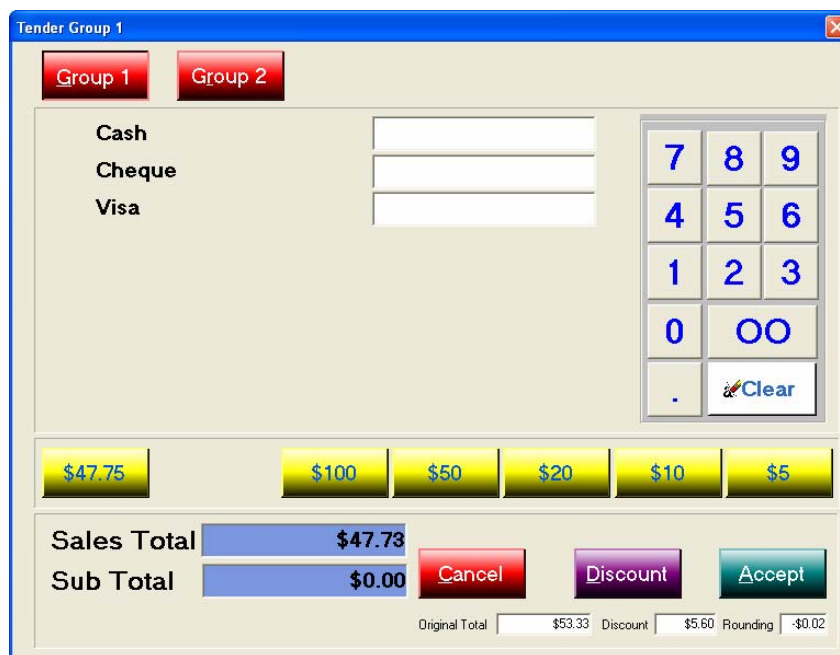 Tender Group 1
Group 1 Group 2
Cash
Cheque
Visa
7 8 9
4 5 6
1 2 3
0 00
. Clear
$47.75 $100 $50 $20 $10 $5
Sales Total $47.73
Sub Total $0.00
Cancel Discount Accept
Original Total $53.33 Discount $5.60 Rounding -$0.02